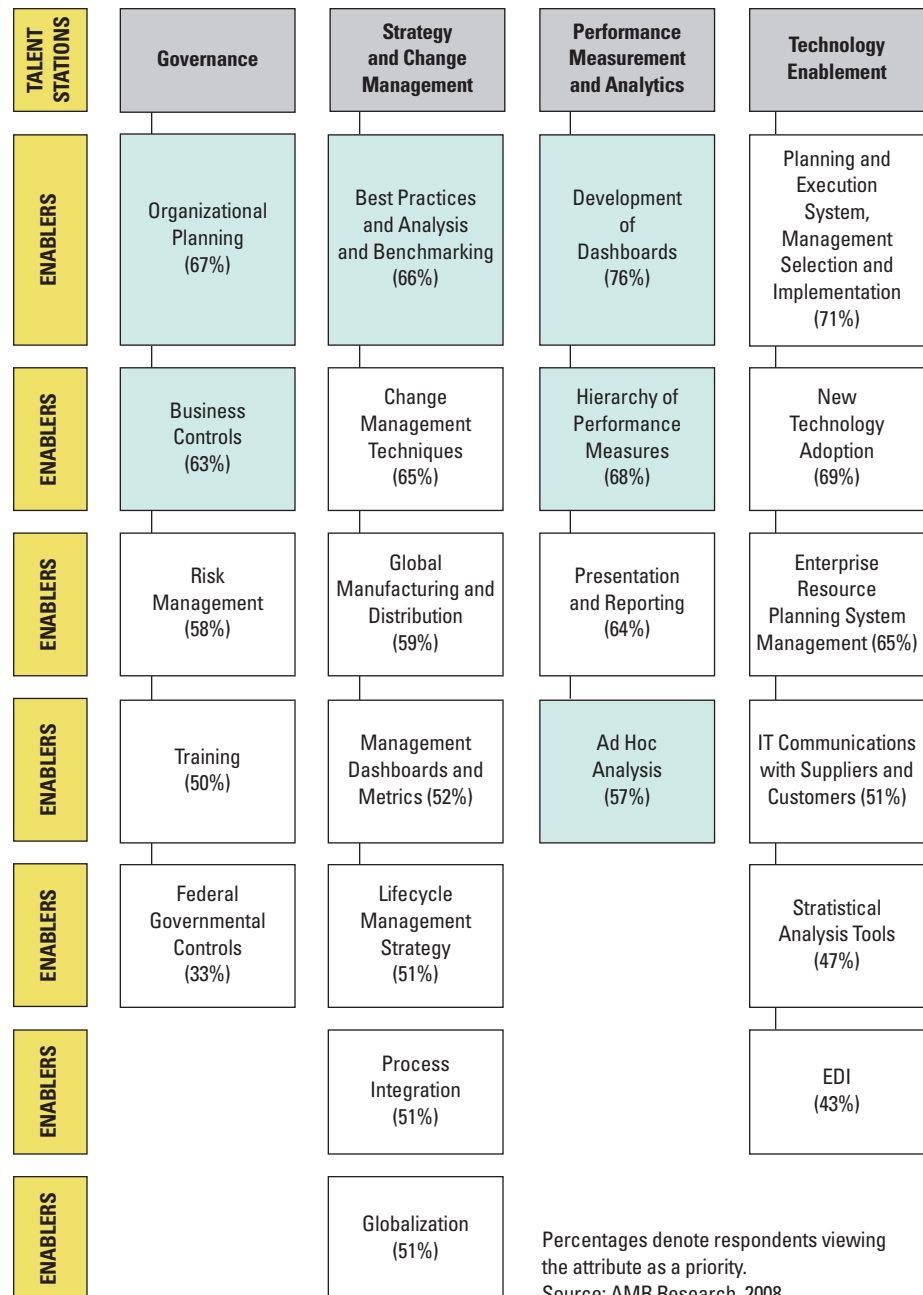 TALENT
STATIONS
Governance
Strategy
and Change
Management
Performance
Measurement
and Analytics
Technology
Enablement
ENABLERS
Organizational
Planning
(67%)
Best Practices
and Analysis
and Benchmarking
(66%)
Development
of
Dashboards
(76%)
Planning and
Execution
System,
Management
Selection and
Implementation
(71%)
ENABLERS
Business
Controls
(63%)
Change
Management
Techniques
(65%)
Hierarchy of
Performance
Measures
(68%)
New
Technology
Adoption
(69%)
ENABLERS
Risk
Management
(58%)
Global
Manufacturing and
Distribution
(59%)
Presentation
and Reporting
(64%)
Enterprise
Resource
Planning System
Management (65%)
ENABLERS
Training
(50%)
Management
Dashboards and
Metrics (52%)
Ad Hoc
Analysis
(57%)
IT Communications
with Suppliers and
Customers (51%)
ENABLERS
Federal
Governmental
Controls
(33%)
Lifecycle
Management
Strategy
(51%)
Stratistical
Analysis Tools
(47%)
ENABLERS
Process
Integration
(51%)
EDI
(43%)
ENABLERS
Globalization
(51%)
Percentages denote respondents viewing
the attribute as a priority.
Source: AMR Research, 2008